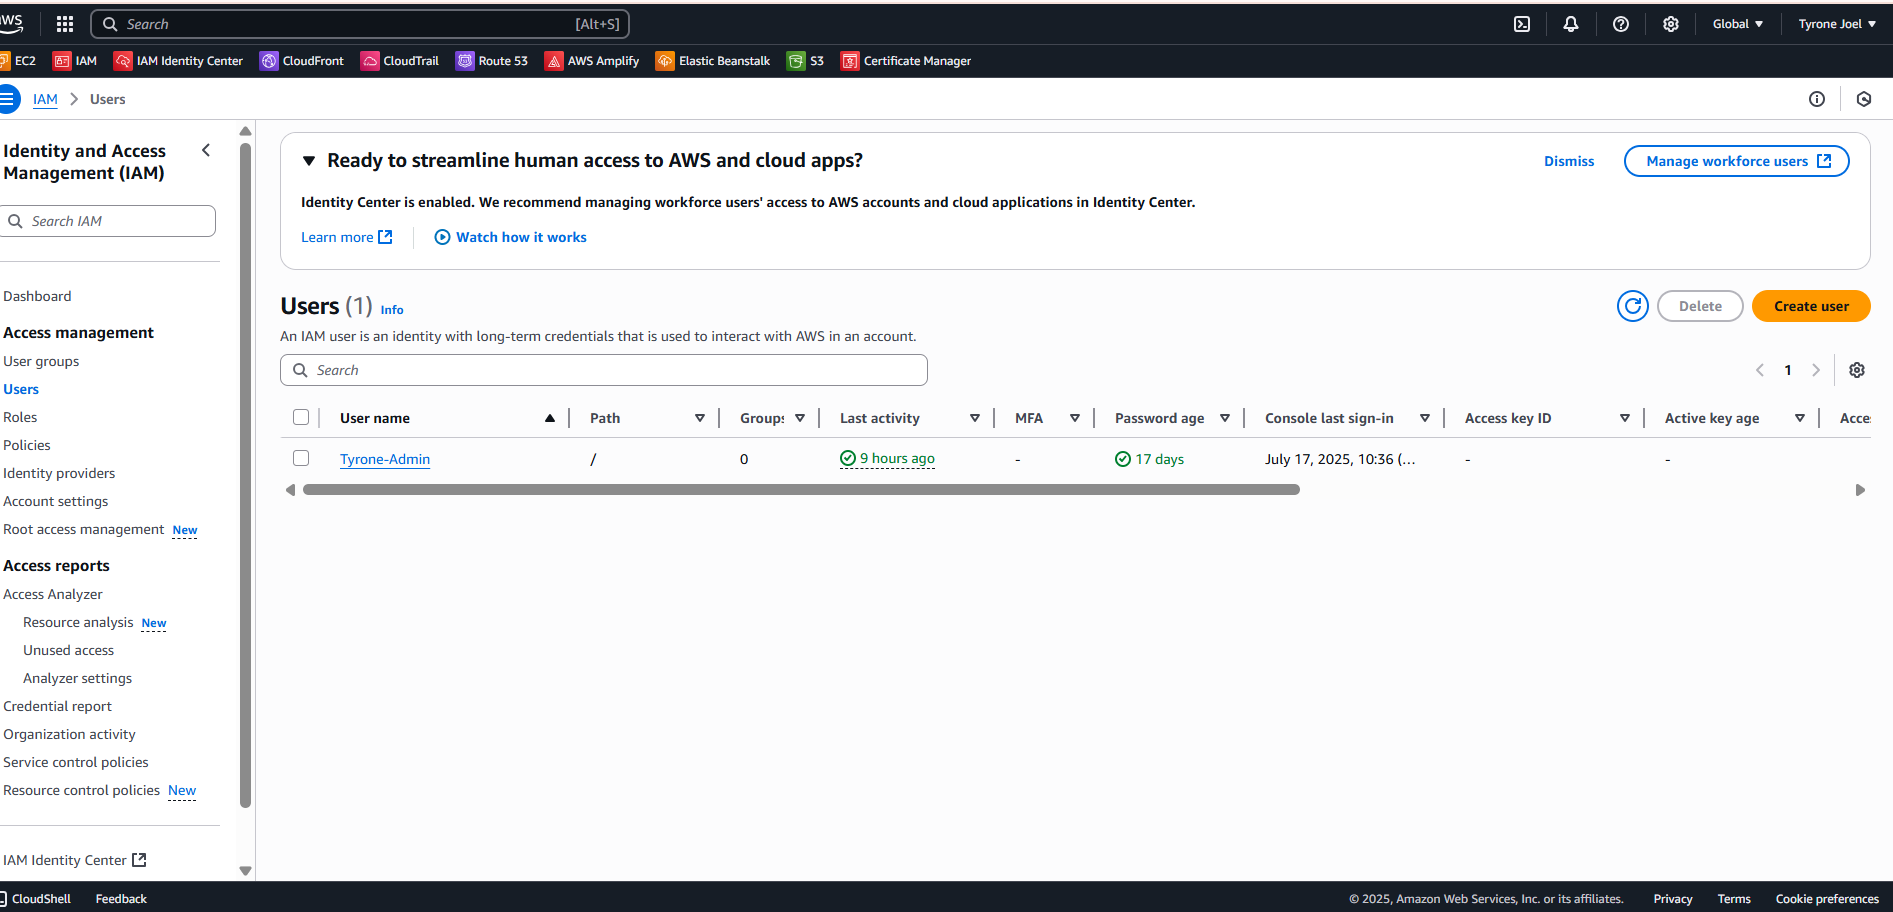 aws
Search [Alt+S]
Global
Tyrone Joel
EC2 IAM IAM Identity Center CloudFront CloudTrail Route 53 AWS Amplify Elastic Beanstalk S3 Certificate Manager
IAM > Users
Identity and Access
Management (IAM)
Search IAM
Dashboard
Access management
User groups
Users
Roles
Policies
Identity providers
Account settings
Root access management New
Access reports
Access Analyzer
Resource analysis New
Unused access
Analyzer settings
Credential report
Organization activity
Service control policies
Resource control policies New
IAM Identity Center
Ready to streamline human access to AWS and cloud apps?
Dismiss
Manage workforce users
Identity Center is enabled. We recommend managing workforce users' access to AWS accounts and cloud applications in Identity Center.
Learn more
Watch how it works
Users (1) Info
Delete
Create user
An IAM user is an identity with long-term credentials that is used to interact with AWS in an account.
Search
1
User name Path Groups Last activity MFA Password age Console last sign-in Access key ID Active key age Acce
Tyrone-Admin / 0 9 hours ago - 17 days July 17, 2025, 10:36 (... - -
CloudShell Feedback © 2025, Amazon Web Services, Inc. or its affiliates. Privacy Terms Cookie preferences